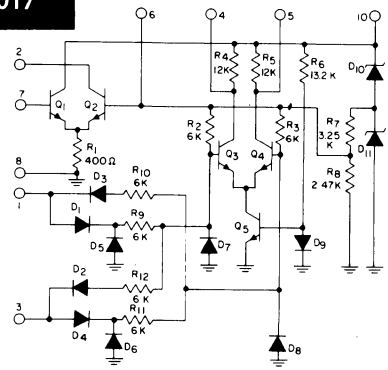 017
6
4
5
10
2
7
8
1
3
R4
12K
R5
12K
R6
13.2 K
D10
Q1
Q2
R2
6K
R3
6K
R7
3.25
K
D11
R1
400Ω
Q3
Q4
R8
2 47K
D3
R10
6K
D1
R9
6K
Q5
D5
D7
D9
D2
R12
6 K
D4
R11
6K
D6
D8